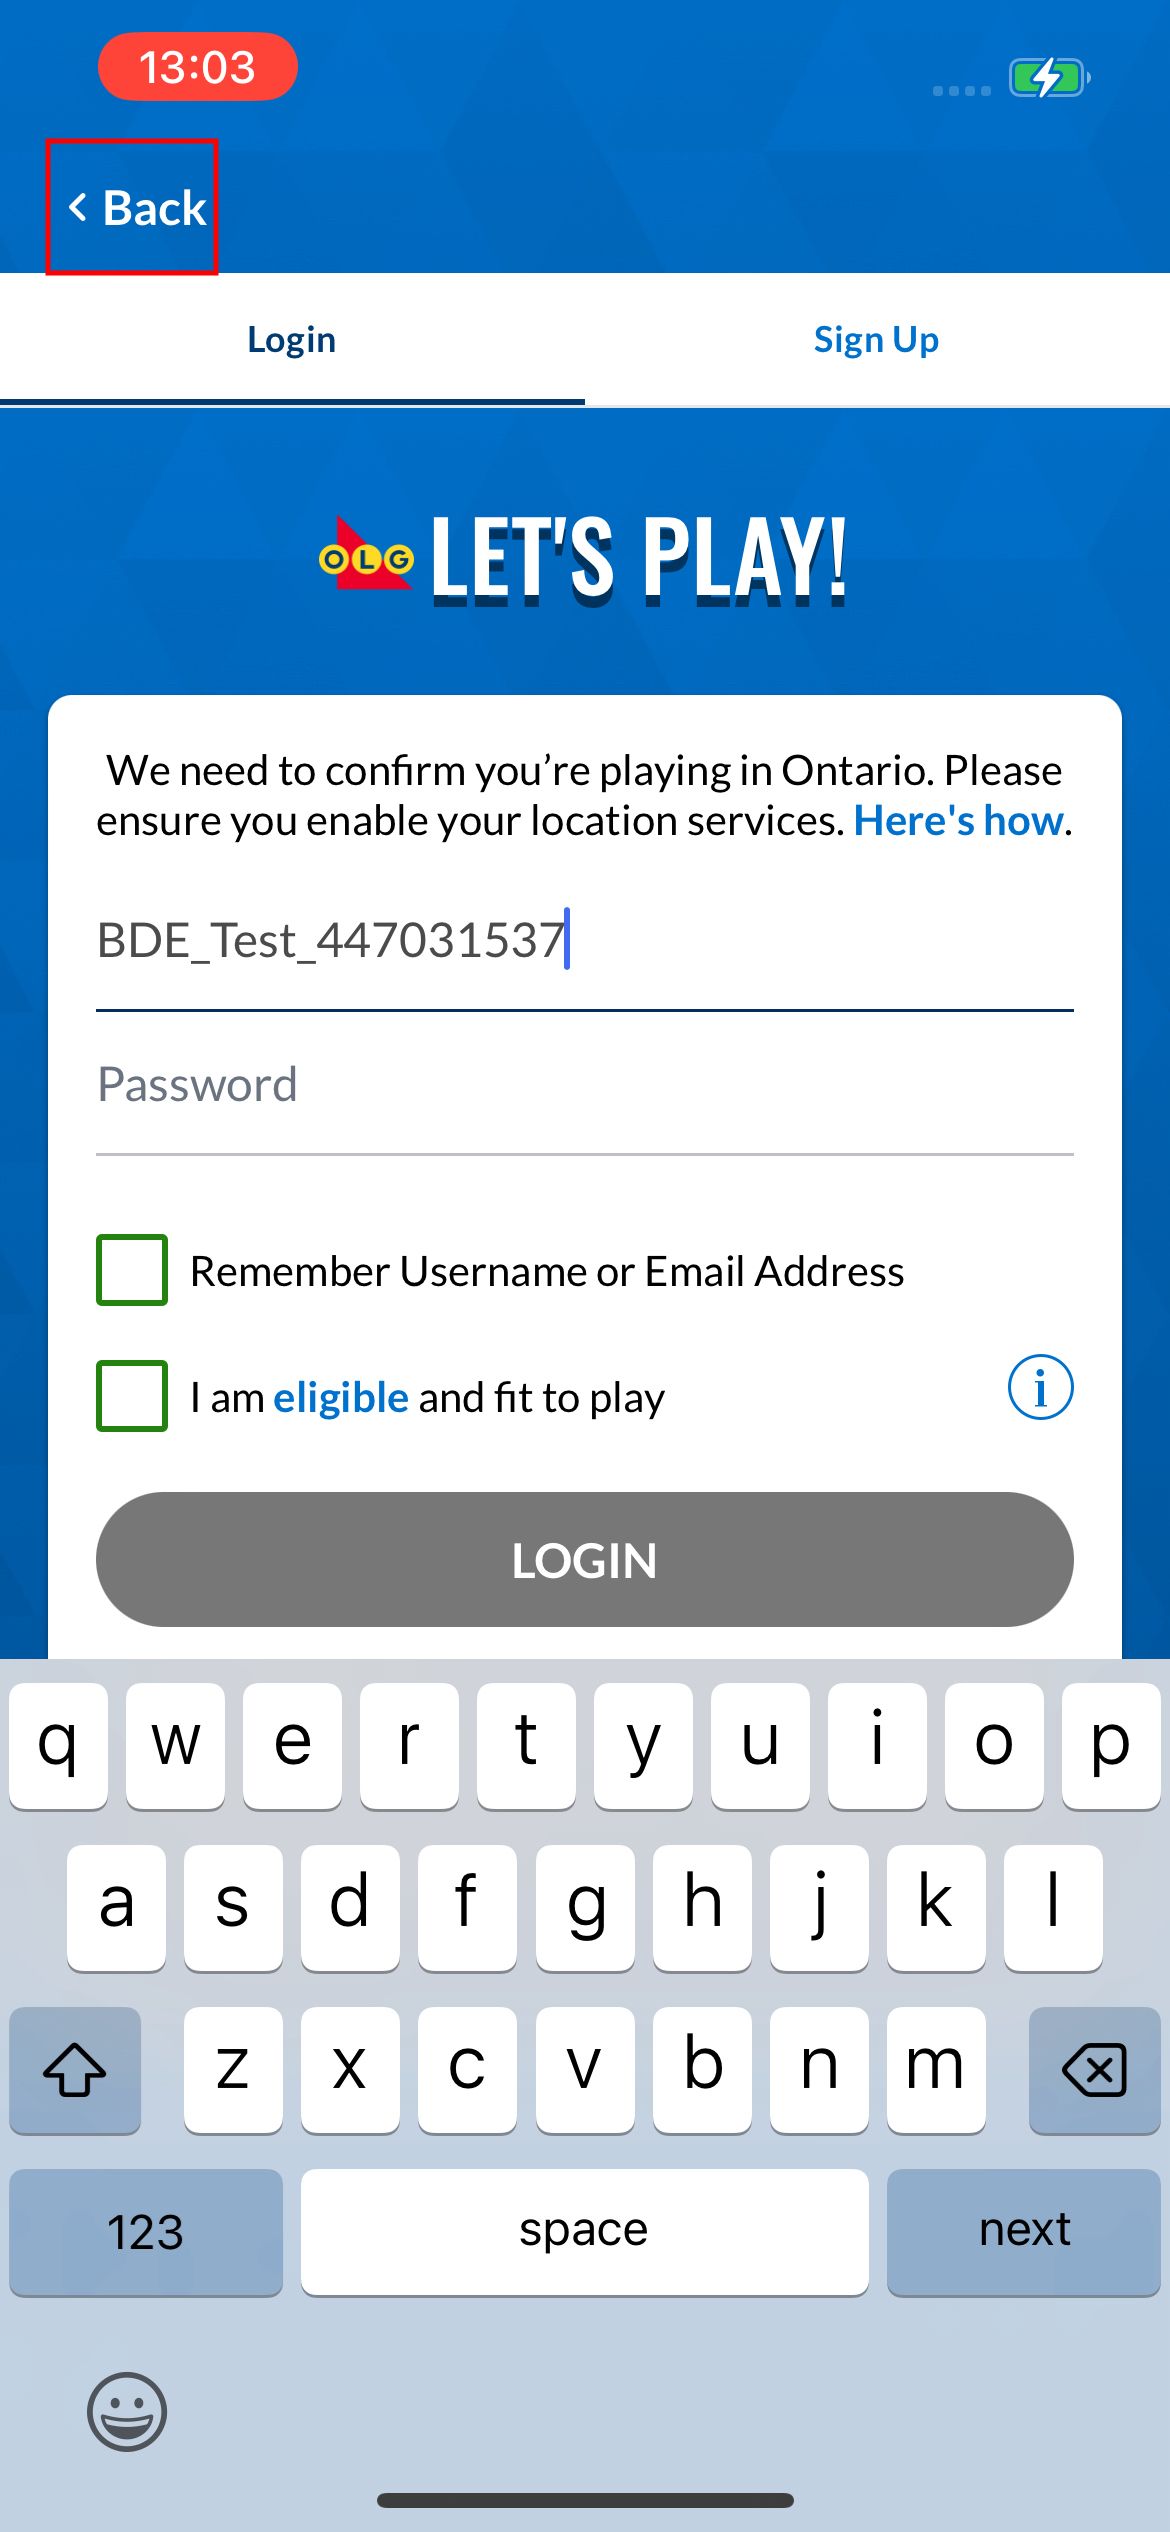 13:03
Back
Login
Sign Up
OLG LET'S PLAY!
We need to confirm you’re playing in Ontario. Please
ensure you enable your location services. Here's how.
BDE_Test_447031537
Password
Remember Username or Email Address
I am eligible and fit to play
i
LOGIN
q w e r t y u i o p
a s d f g h j k l
z x c v b n m
123 space next